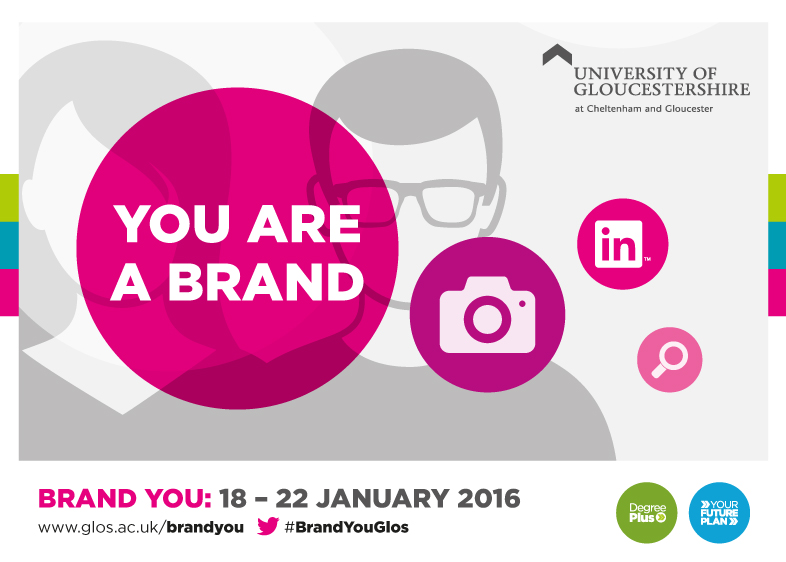 UNIVERSITY OF
GLOUCESTERSHIRE
at Cheltenham and Gloucester
YOU ARE
A BRAND
in™
BRAND YOU: 18 – 22 JANUARY 2016
www.glos.ac.uk/brandyou #BrandYouGlos
Degree
Plus
YOUR
FUTURE
PLAN